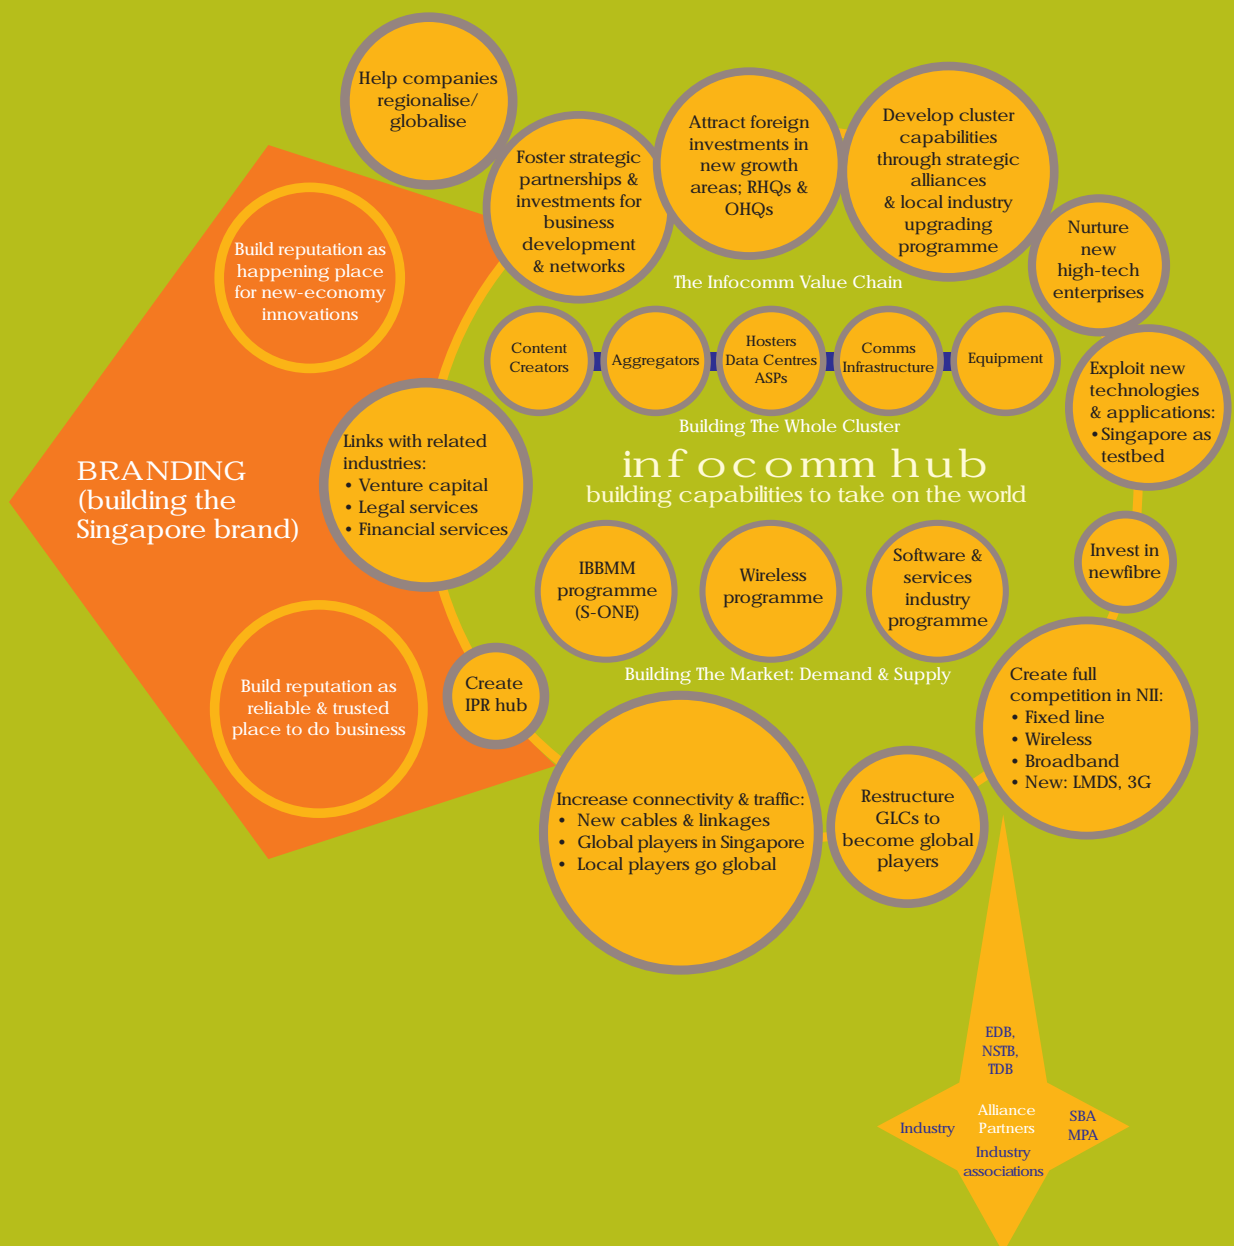 Help companies
regionalise/
globalise
Foster strategic
partnerships &
investments for
business
development
& networks
Attract foreign
investments in
new growth
areas; RHQs &
OHQs
Develop cluster
capabilities
through strategic
alliances
& local industry
upgrading
programme
Nurture
new
high-tech
enterprises
Build reputation as
happening place
for new-economy
innovations
The Infocomm Value Chain
Content
Creators
Aggregators
Hosters
Data Centres
ASPs
Comms
Infrastructure
Equipment
Exploit new
technologies
& applications:
• Singapore as
testbed
Building The Whole Cluster
infocomm hub
building capabilities to take on the world
BRANDING
(building the
Singapore brand)
Links with related
industries:
• Venture capital
• Legal services
• Financial services
IBBMM
programme
(S-ONE)
Wireless
programme
Software &
services
industry
programme
Invest in
newfibre
Building The Market: Demand & Supply
Build reputation as
reliable & trusted
place to do business
Create
IPR hub
Create full
competition in NII:
• Fixed line
• Wireless
• Broadband
• New: LMDS, 3G
Increase connectivity & traffic:
• New cables & linkages
• Global players in Singapore
• Local players go global
Restructure
GLCs to
become global
players
EDB,
NSTB,
TDB
Alliance
Partners
Industry
SBA
MPA
Industry
associations